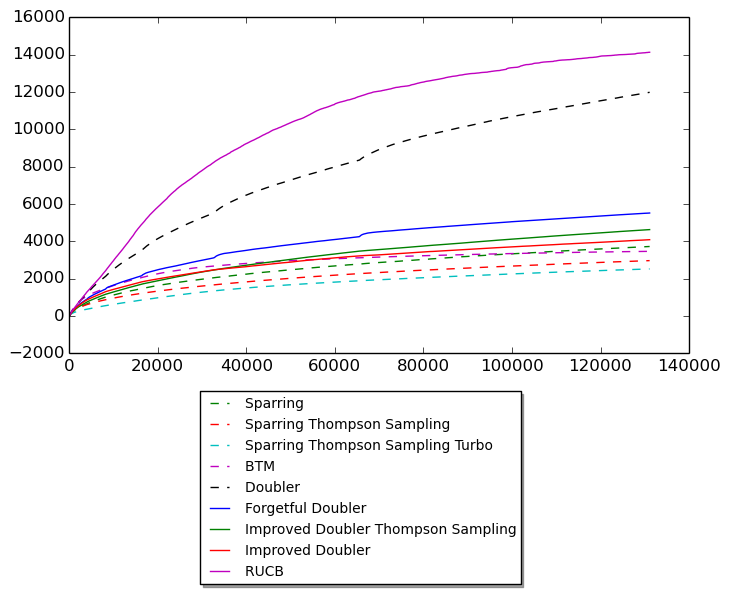 16000
14000
12000
10000
8000
6000
4000
2000
0
−2000
0 20000 40000 60000 80000 100000 120000 140000
Sparring
Sparring Thompson Sampling
Sparring Thompson Sampling Turbo
BTM
Doubler
Forgetful Doubler
Improved Doubler Thompson Sampling
Improved Doubler
RUCB